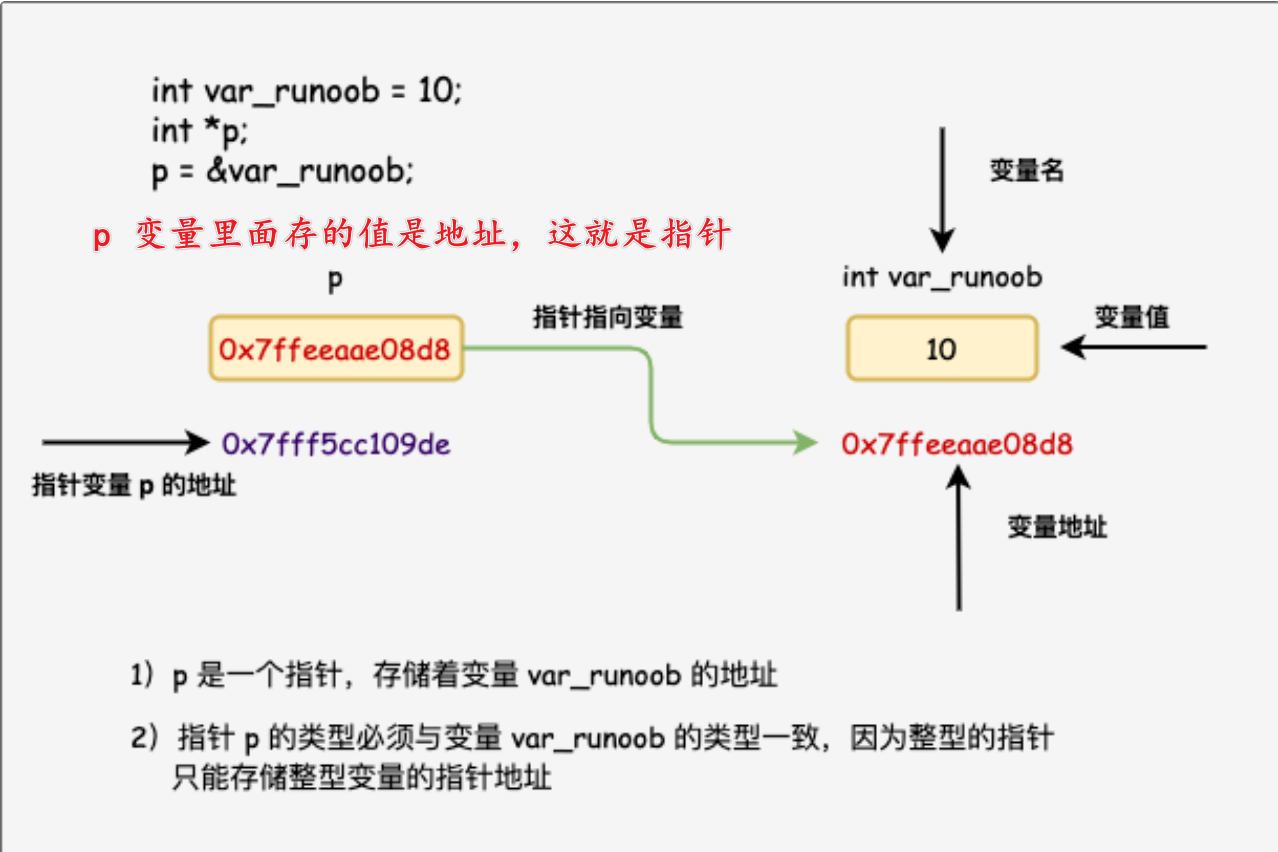 int var_runoob = 10;
int *p;
p = &var_runoob;
变量名
p 变量里面存的值是地址，这就是指针
p
int var_runoob
指针指向变量
变量值
0x7ffeeaae08d8
10
0x7fff5cc109de
0x7ffeeaae08d8
指针变量 p 的地址
变量地址
1）p 是一个指针，存储着变量 var_runoob 的地址
2）指针 p 的类型必须与变量 var_runoob 的类型一致，因为整型的指针
只能存储整型变量的指针地址